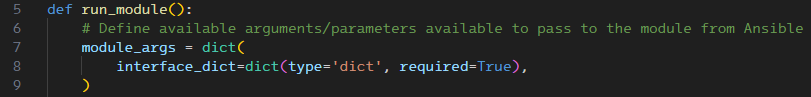 5 def run_module():
6     # Define available arguments/parameters available to pass to the module from Ansible
7     module_args = dict(
8         interface_dict=dict(type='dict', required=True),
9     )